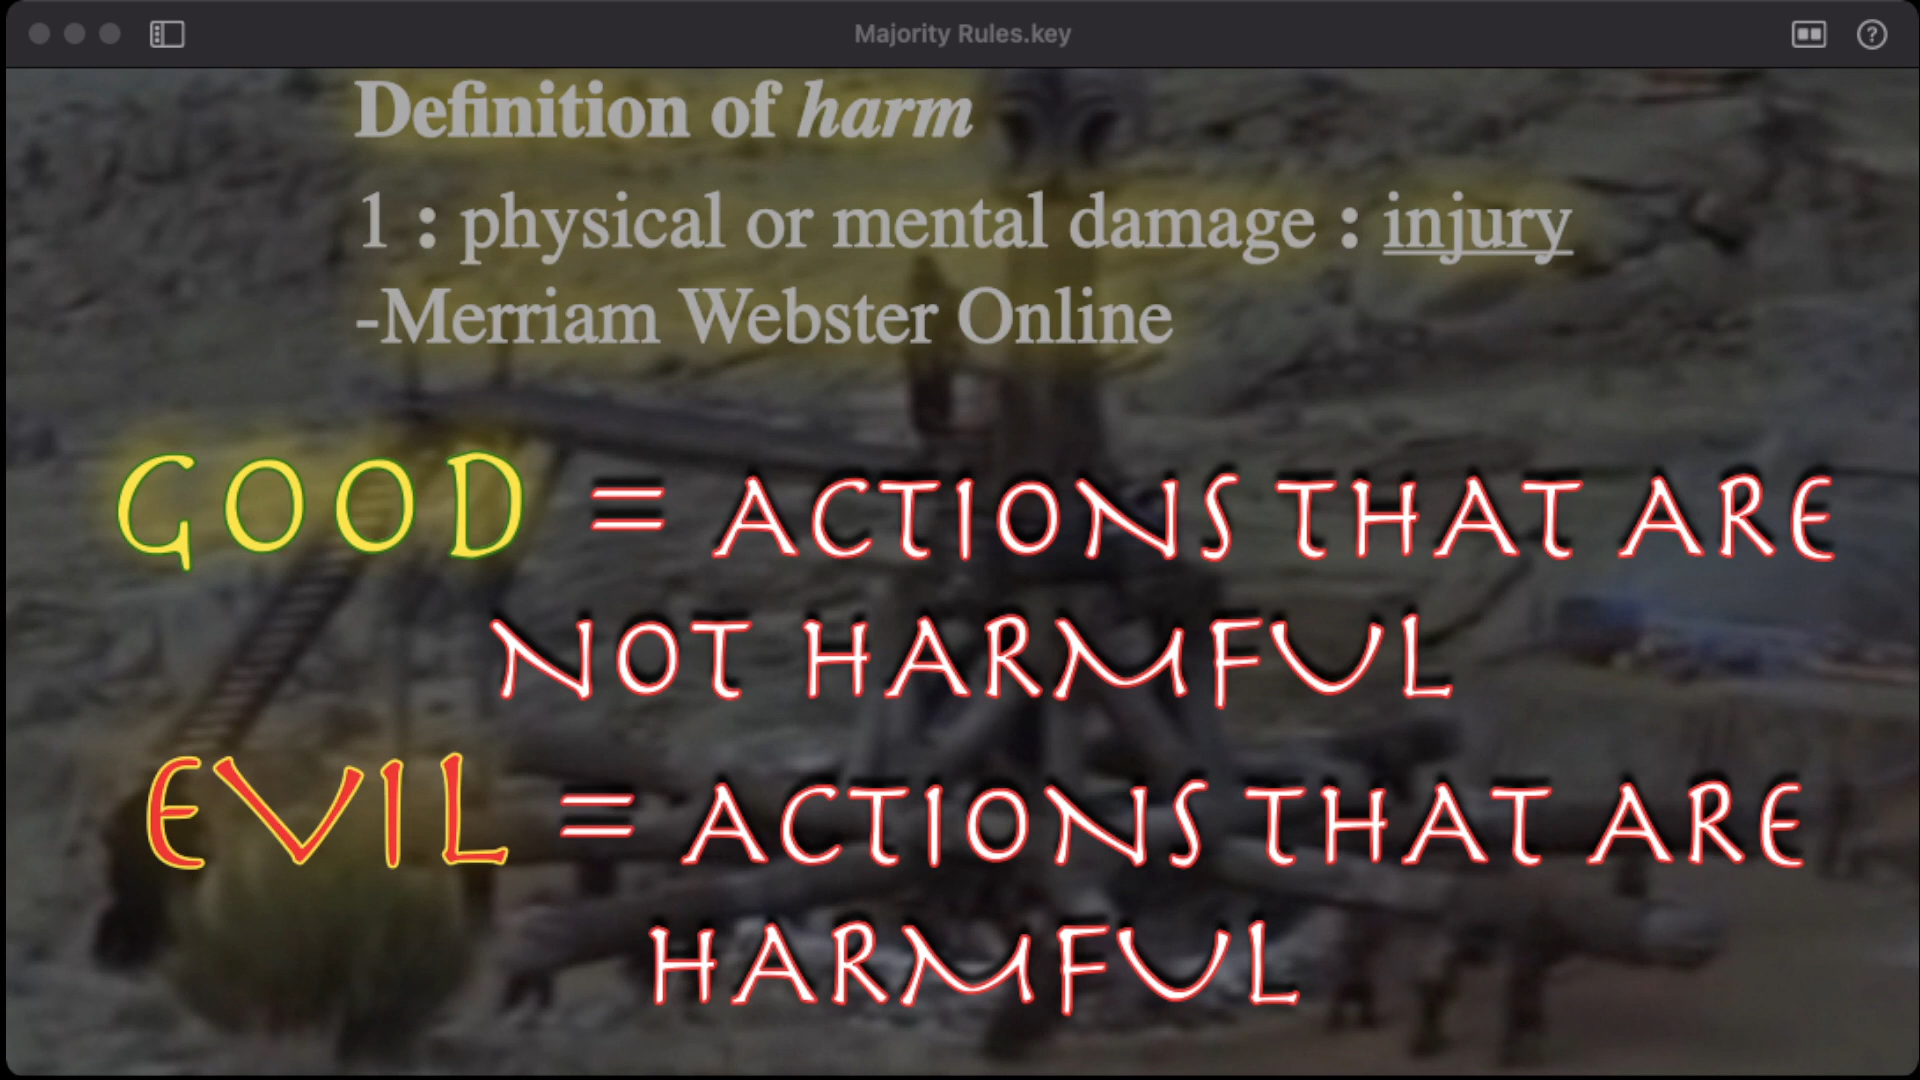 Majority Rules.key
Definition of harm
1 : physical or mental damage : injury
-Merriam Webster Online
GOOD = ACTIONS THAT ARE
NOT HARMFUL
EVIL = ACTIONS THAT ARE
HARMFUL